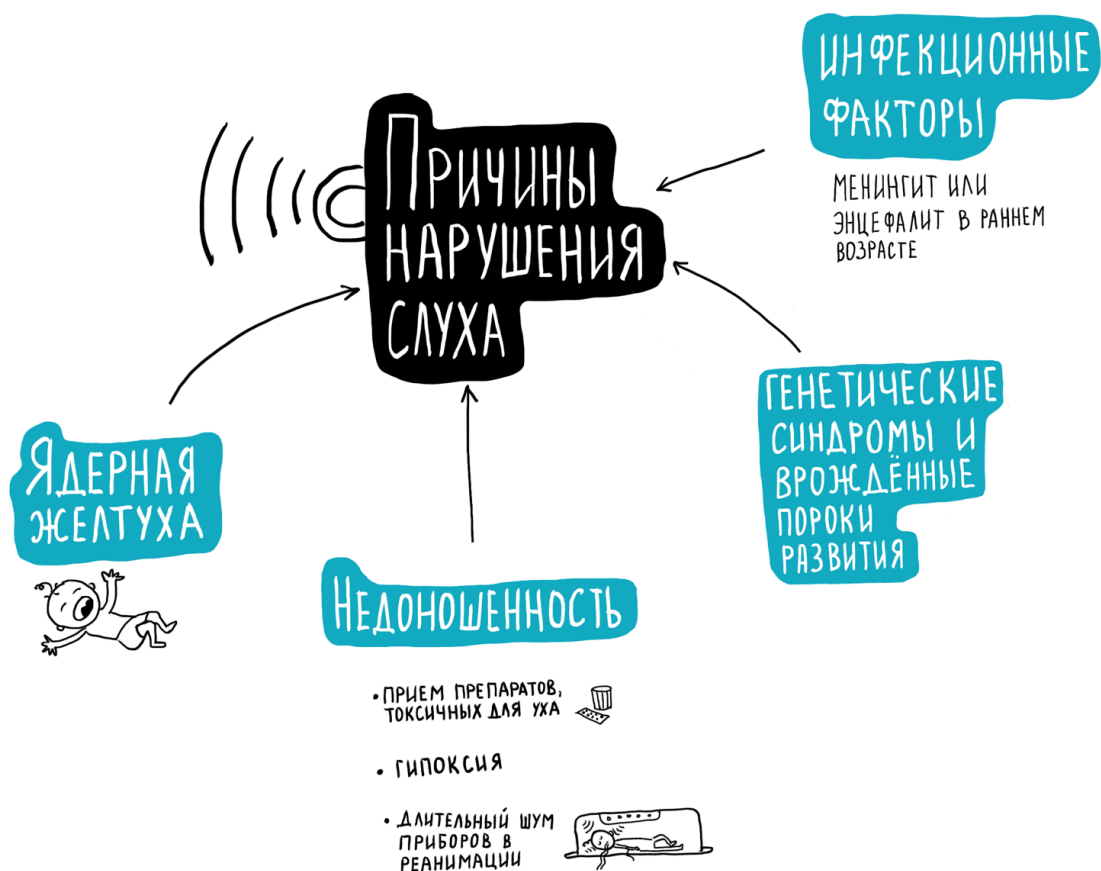 Причины
нарушения
слуха
Инфекционные
факторы
менингит или
энцефалит в раннем
возрасте
Генетические
синдромы и
врождённые
пороки
развития
Ядерная
желтуха
Недоношенность
• прием препаратов,
токсичных для уха
• гипоксия
• длительный шум
приборов в
реанимации